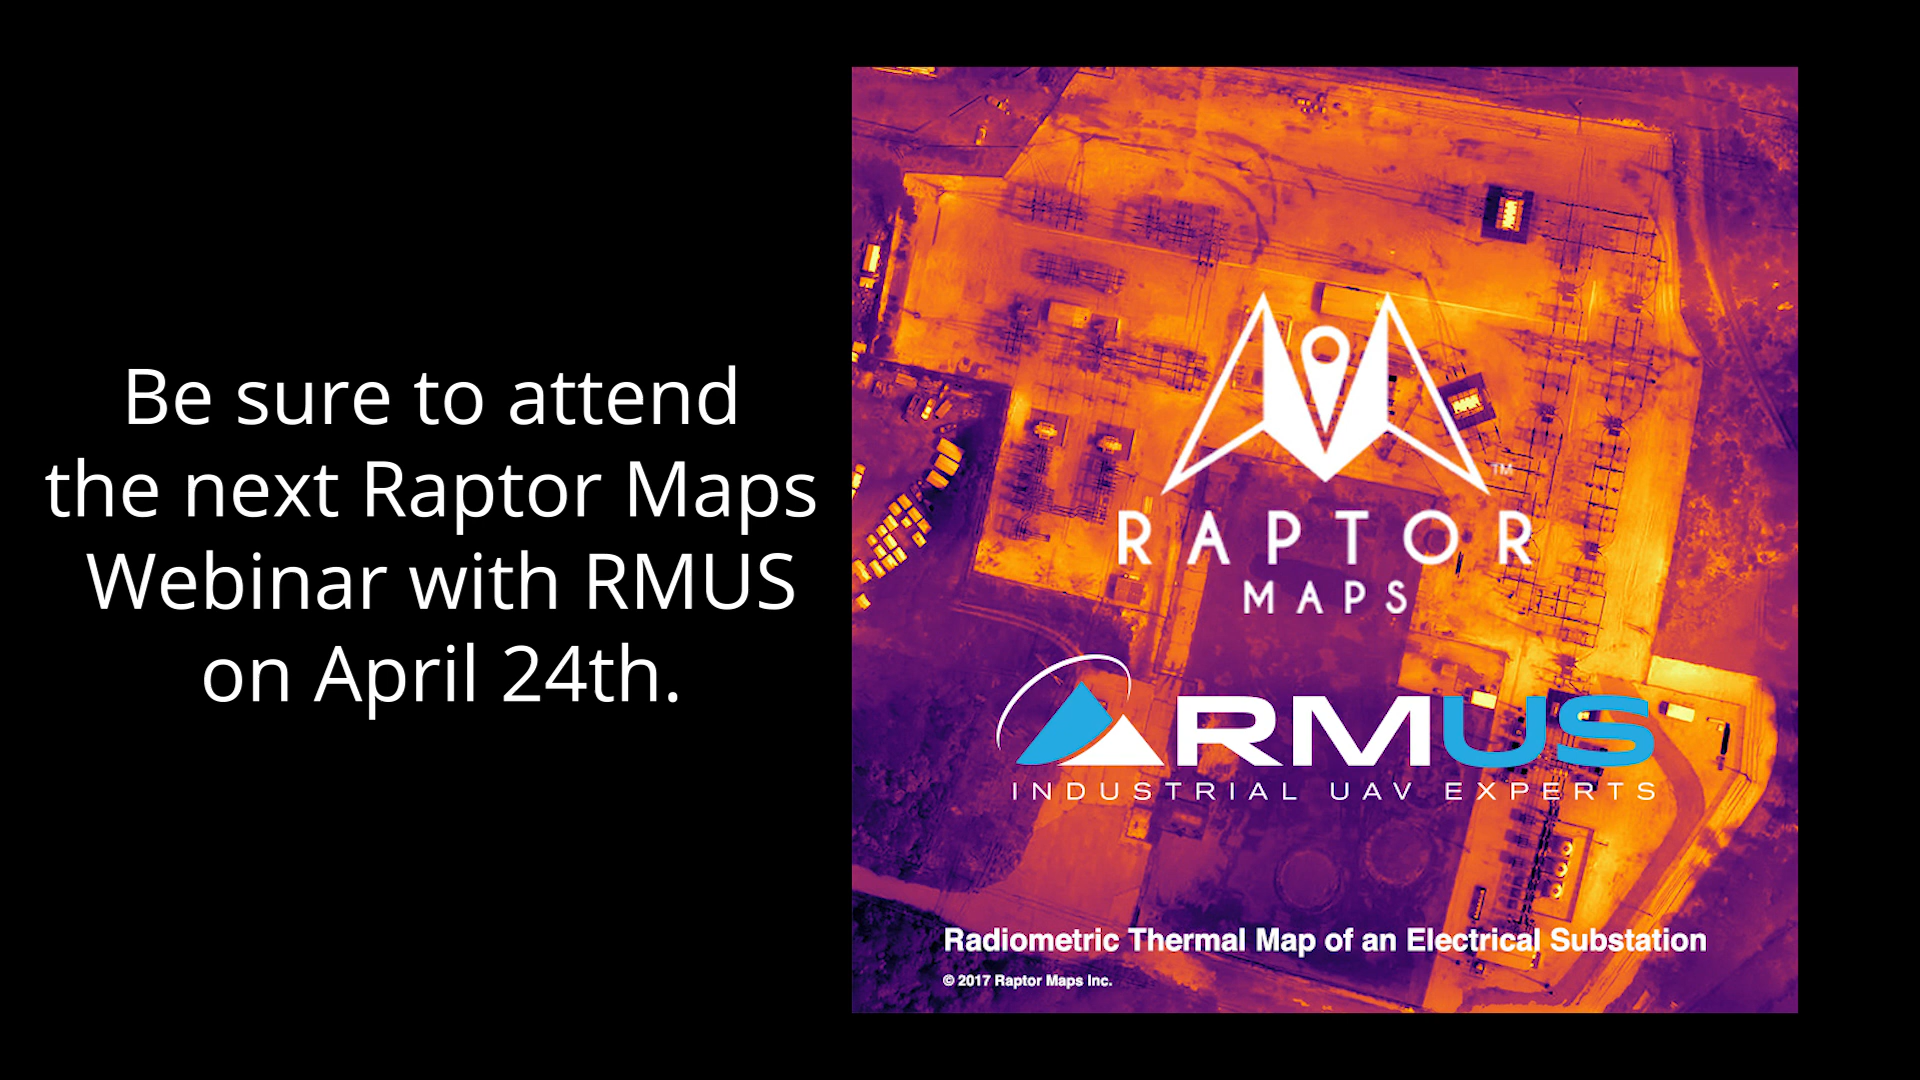 Be sure to attend
the next Raptor Maps
Webinar with RMUS
on April 24th.
TM
RAPTOR
MAPS
RMUS
INDUSTRIAL UAV EXPERTS
Radiometric Thermal Map of an Electrical Substation
© 2017 Raptor Maps Inc.